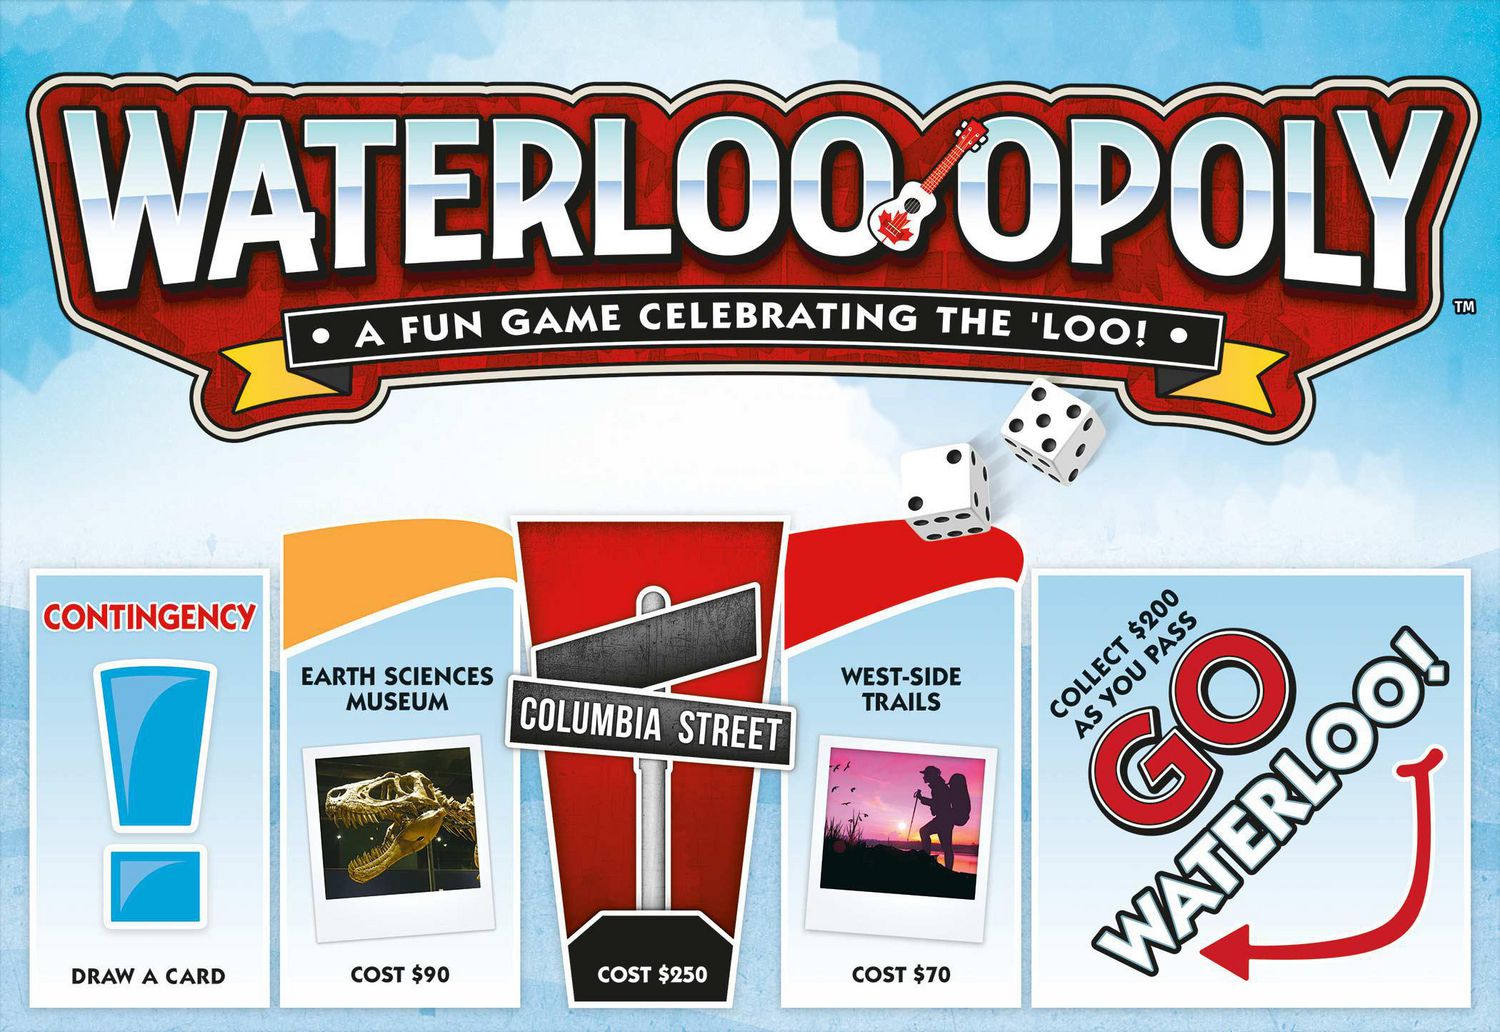 WATERLOO-OPOLY
TM
• A FUN GAME CELEBRATING THE 'LOO! •
CONTINGENCY
!
DRAW A CARD
EARTH SCIENCES
MUSEUM
COST $90
COLUMBIA STREET
COST $250
WEST-SIDE
TRAILS
COST $70
COLLECT $200
AS YOU PASS
GO
WATERLOO!